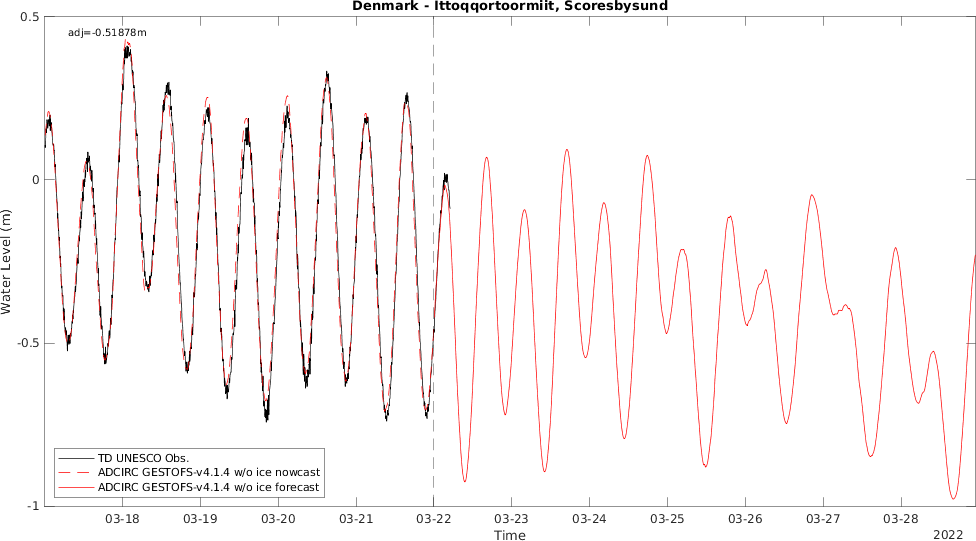 Denmark - Ittoqqortoormiit, Scoresbysund
adj=-0.51878m
0.5
0
-0.5
-1
Water Level (m)
TD UNESCO Obs.
ADCIRC GESTOFS-v4.1.4 w/o ice nowcast
ADCIRC GESTOFS-v4.1.4 w/o ice forecast
03-18 03-19 03-20 03-21 03-22 03-23 03-24 03-25 03-26 03-27 03-28
Time
2022